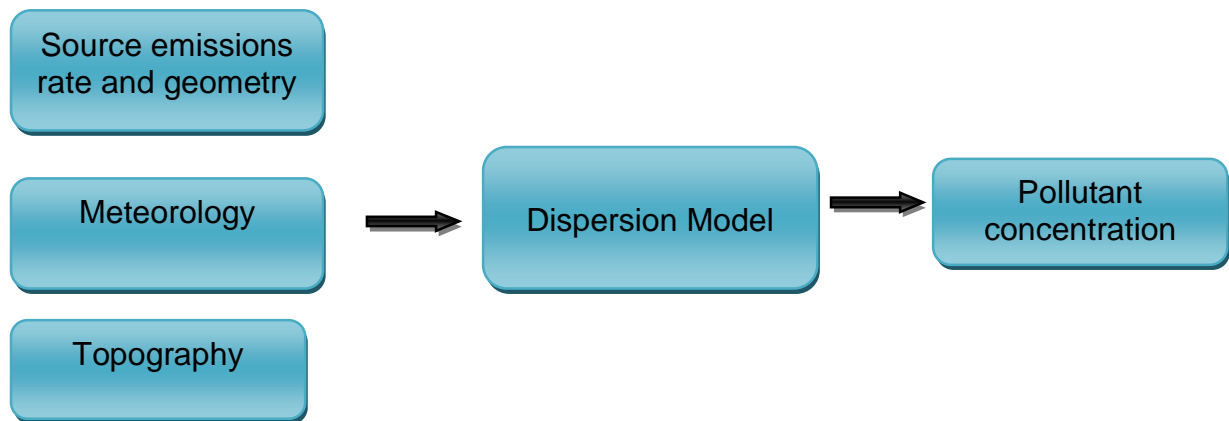 Source emissions
rate and geometry
Meteorology
Topography
Dispersion Model
Pollutant
concentration